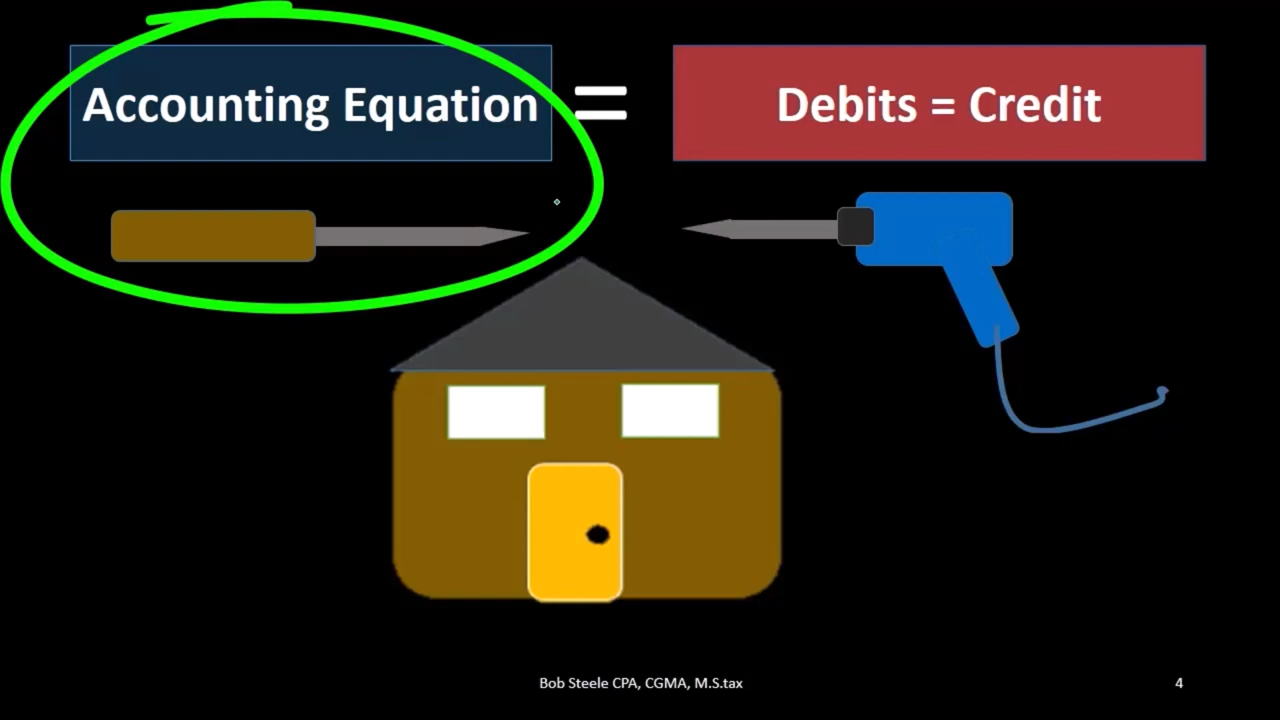 Accounting Equation
=
Debits = Credit
Bob Steele CPA, CGMA, M.S.tax
4